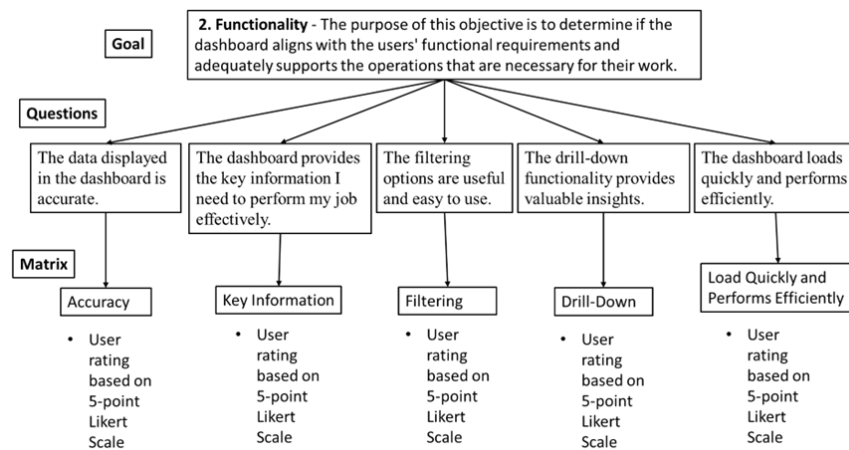 Goal
2. Functionality - The purpose of this objective is to determine if the
dashboard aligns with the users' functional requirements and
adequately supports the operations that are necessary for their work.
Questions
The data displayed
in the dashboard is
accurate.
The dashboard provides
the key information I
need to perform my job
effectively.
The filtering
options are useful
and easy to use.
The drill-down
functionality provides
valuable insights.
The dashboard loads
quickly and performs
efficiently.
Matrix
Accuracy
Key Information
Filtering
Drill-Down
Load Quickly and
Performs Efficiently
• User
rating
based on
5-point
Likert
Scale
• User
rating
based on
5-point
Likert
Scale
• User
rating
based on
5-point
Likert
Scale
• User
rating
based on
5-point
Likert
Scale
• User
rating
based on
5-point
Likert
Scale